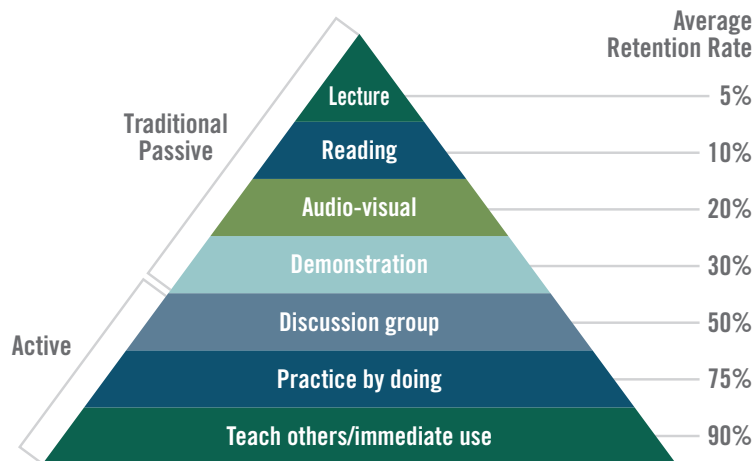 Average
Retention Rate
Traditional
Passive
Active
Lecture
5%
Reading
10%
Audio-visual
20%
Demonstration
30%
Discussion group
50%
Practice by doing
75%
Teach others/immediate use
90%